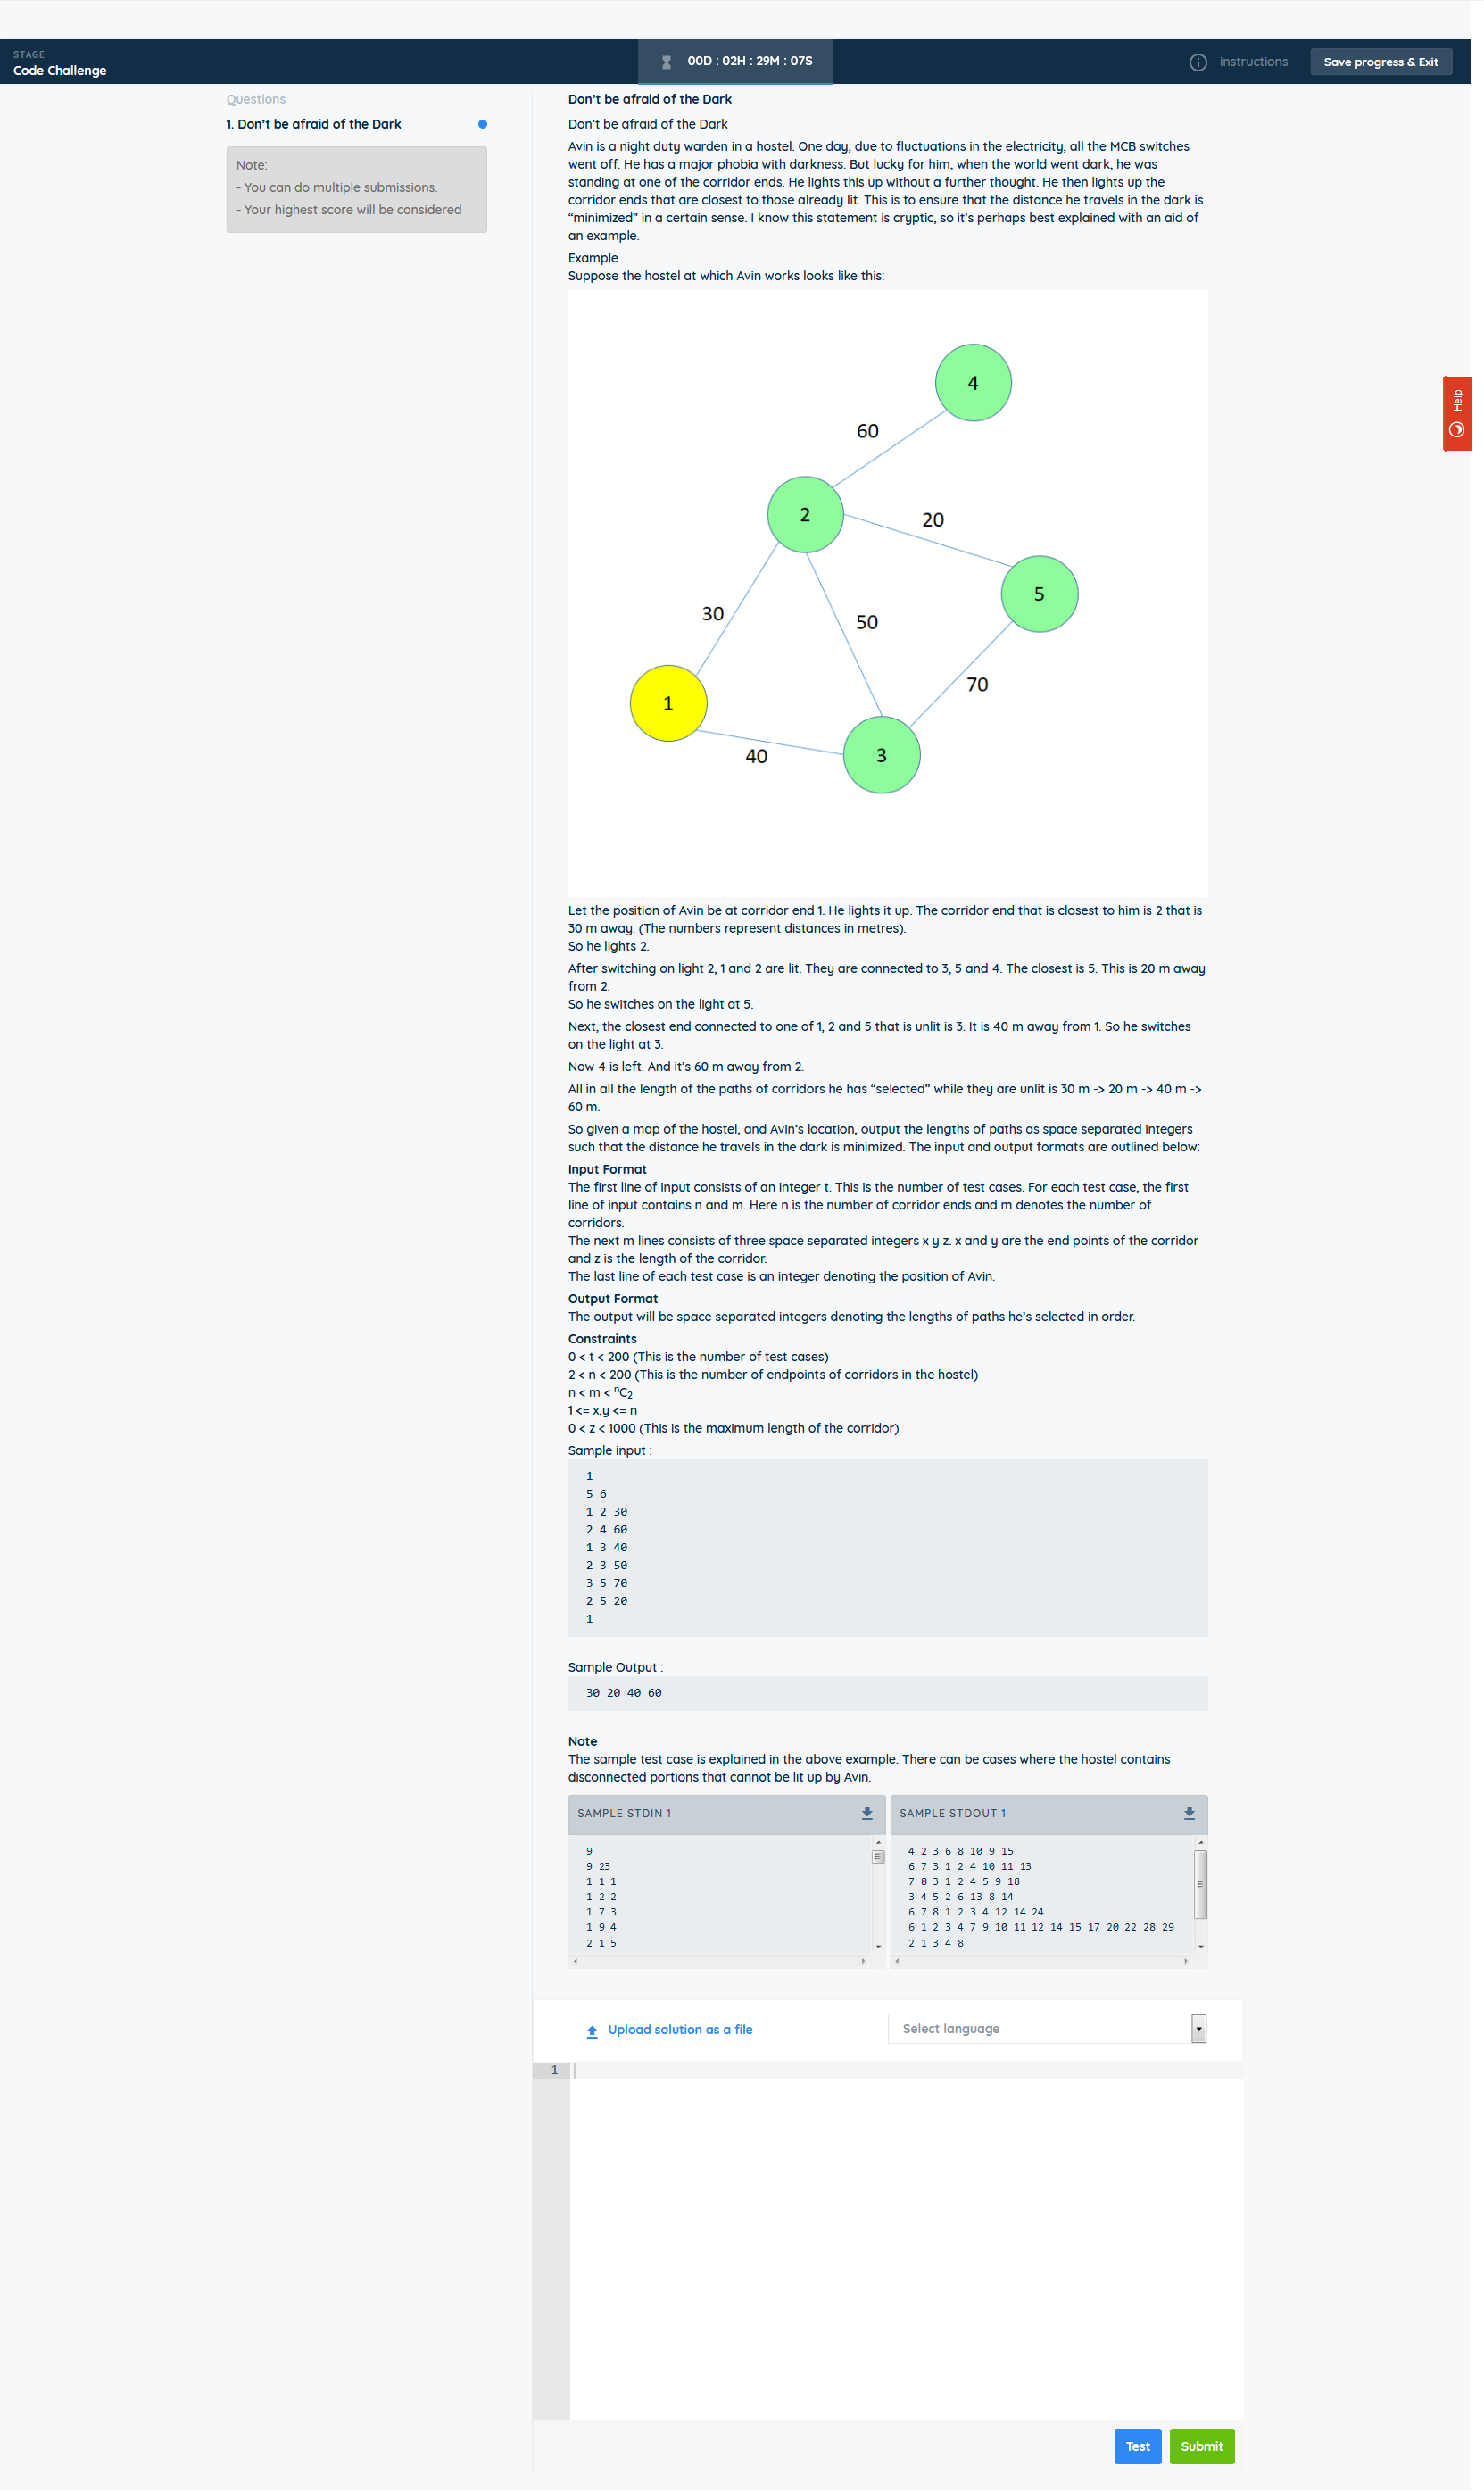 STAGE
Code Challenge
00D : 02H : 29M : 07S
instructions
Save progress & Exit
Questions
1. Don't be afraid of the Dark
Note:
- You can do multiple submissions.
- Your highest score will be considered
Don't be afraid of the Dark
Don't be afraid of the Dark
Avin is a night duty warden in a hostel. One day, due to fluctuations in the electricity, all the MCB switches
went off. He has a major phobia with darkness. But lucky for him, when the world went dark, he was
standing at one of the corridor ends. He lights this up without a further thought. He then lights up the
corridor ends that are closest to those already lit. This is to ensure that the distance he travels in the dark is
“minimized” in a certain sense. I know this statement is cryptic, so it's perhaps best explained with an aid of
an example.
Example
Suppose the hostel at which Avin works looks like this:
4
60
2
20
5
30
50
70
1
40
3
Help
Let the position of Avin be at corridor end 1. He lights it up. The corridor end that is closest to him is 2 that is
30 m away. (The numbers represent distances in metres).
So he lights 2.
After switching on light 2, 1 and 2 are lit. They are connected to 3, 5 and 4. The closest is 5. This is 20 m away
from 2.
So he switches on the light at 5.
Next, the closest end connected to one of 1, 2 and 5 that is unlit is 3. It is 40 m away from 1. So he switches
on the light at 3.
Now 4 is left. And it's 60 m away from 2.
All in all the length of the paths of corridors he has “selected” while they are unlit is 30 m -> 20 m -> 40 m ->
60 m.
So given a map of the hostel, and Avin's location, output the lengths of paths as space separated integers
such that the distance he travels in the dark is minimized. The input and output formats are outlined below:
Input Format
The first line of input consists of an integer t. This is the number of test cases. For each test case, the first
line of input contains n and m. Here n is the number of corridor ends and m denotes the number of
corridors.
The next m lines consists of three space separated integers x y z. x and y are the end points of the corridor
and z is the length of the corridor.
The last line of each test case is an integer denoting the position of Avin.
Output Format
The output will be space separated integers denoting the lengths of paths he's selected in order.
Constraints
0 < t < 200 (This is the number of test cases)
2 < n < 200 (This is the number of endpoints of corridors in the hostel)
n < m < ⁿC₂
1 <= x,y <= n
0 < z < 1000 (This is the maximum length of the corridor)
Sample input :
1
5 6
1 2 30
2 4 60
1 3 40
2 3 50
3 5 70
2 5 20
1
Sample Output :
30 20 40 60
Note
The sample test case is explained in the above example. There can be cases where the hostel contains
disconnected portions that cannot be lit up by Avin.
SAMPLE STDIN 1
9
9 23
1 1 1
1 2 2
1 7 3
1 9 4
2 1 5
SAMPLE STDOUT 1
4 2 3 6 8 10 9 15
6 7 3 1 2 4 10 11 13
7 8 3 1 2 4 5 9 18
3 4 5 2 6 13 8 14
6 7 8 1 2 3 4 12 14 24
6 1 2 3 4 7 9 10 11 12 14 15 17 20 22 28 29
2 1 3 4 8
Upload solution as a file
Select language
1
Test
Submit